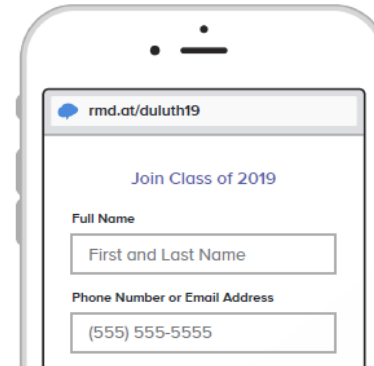 rmd.at/duluth19
Join Class of 2019
Full Name
First and Last Name
Phone Number or Email Address
(555) 555-5555